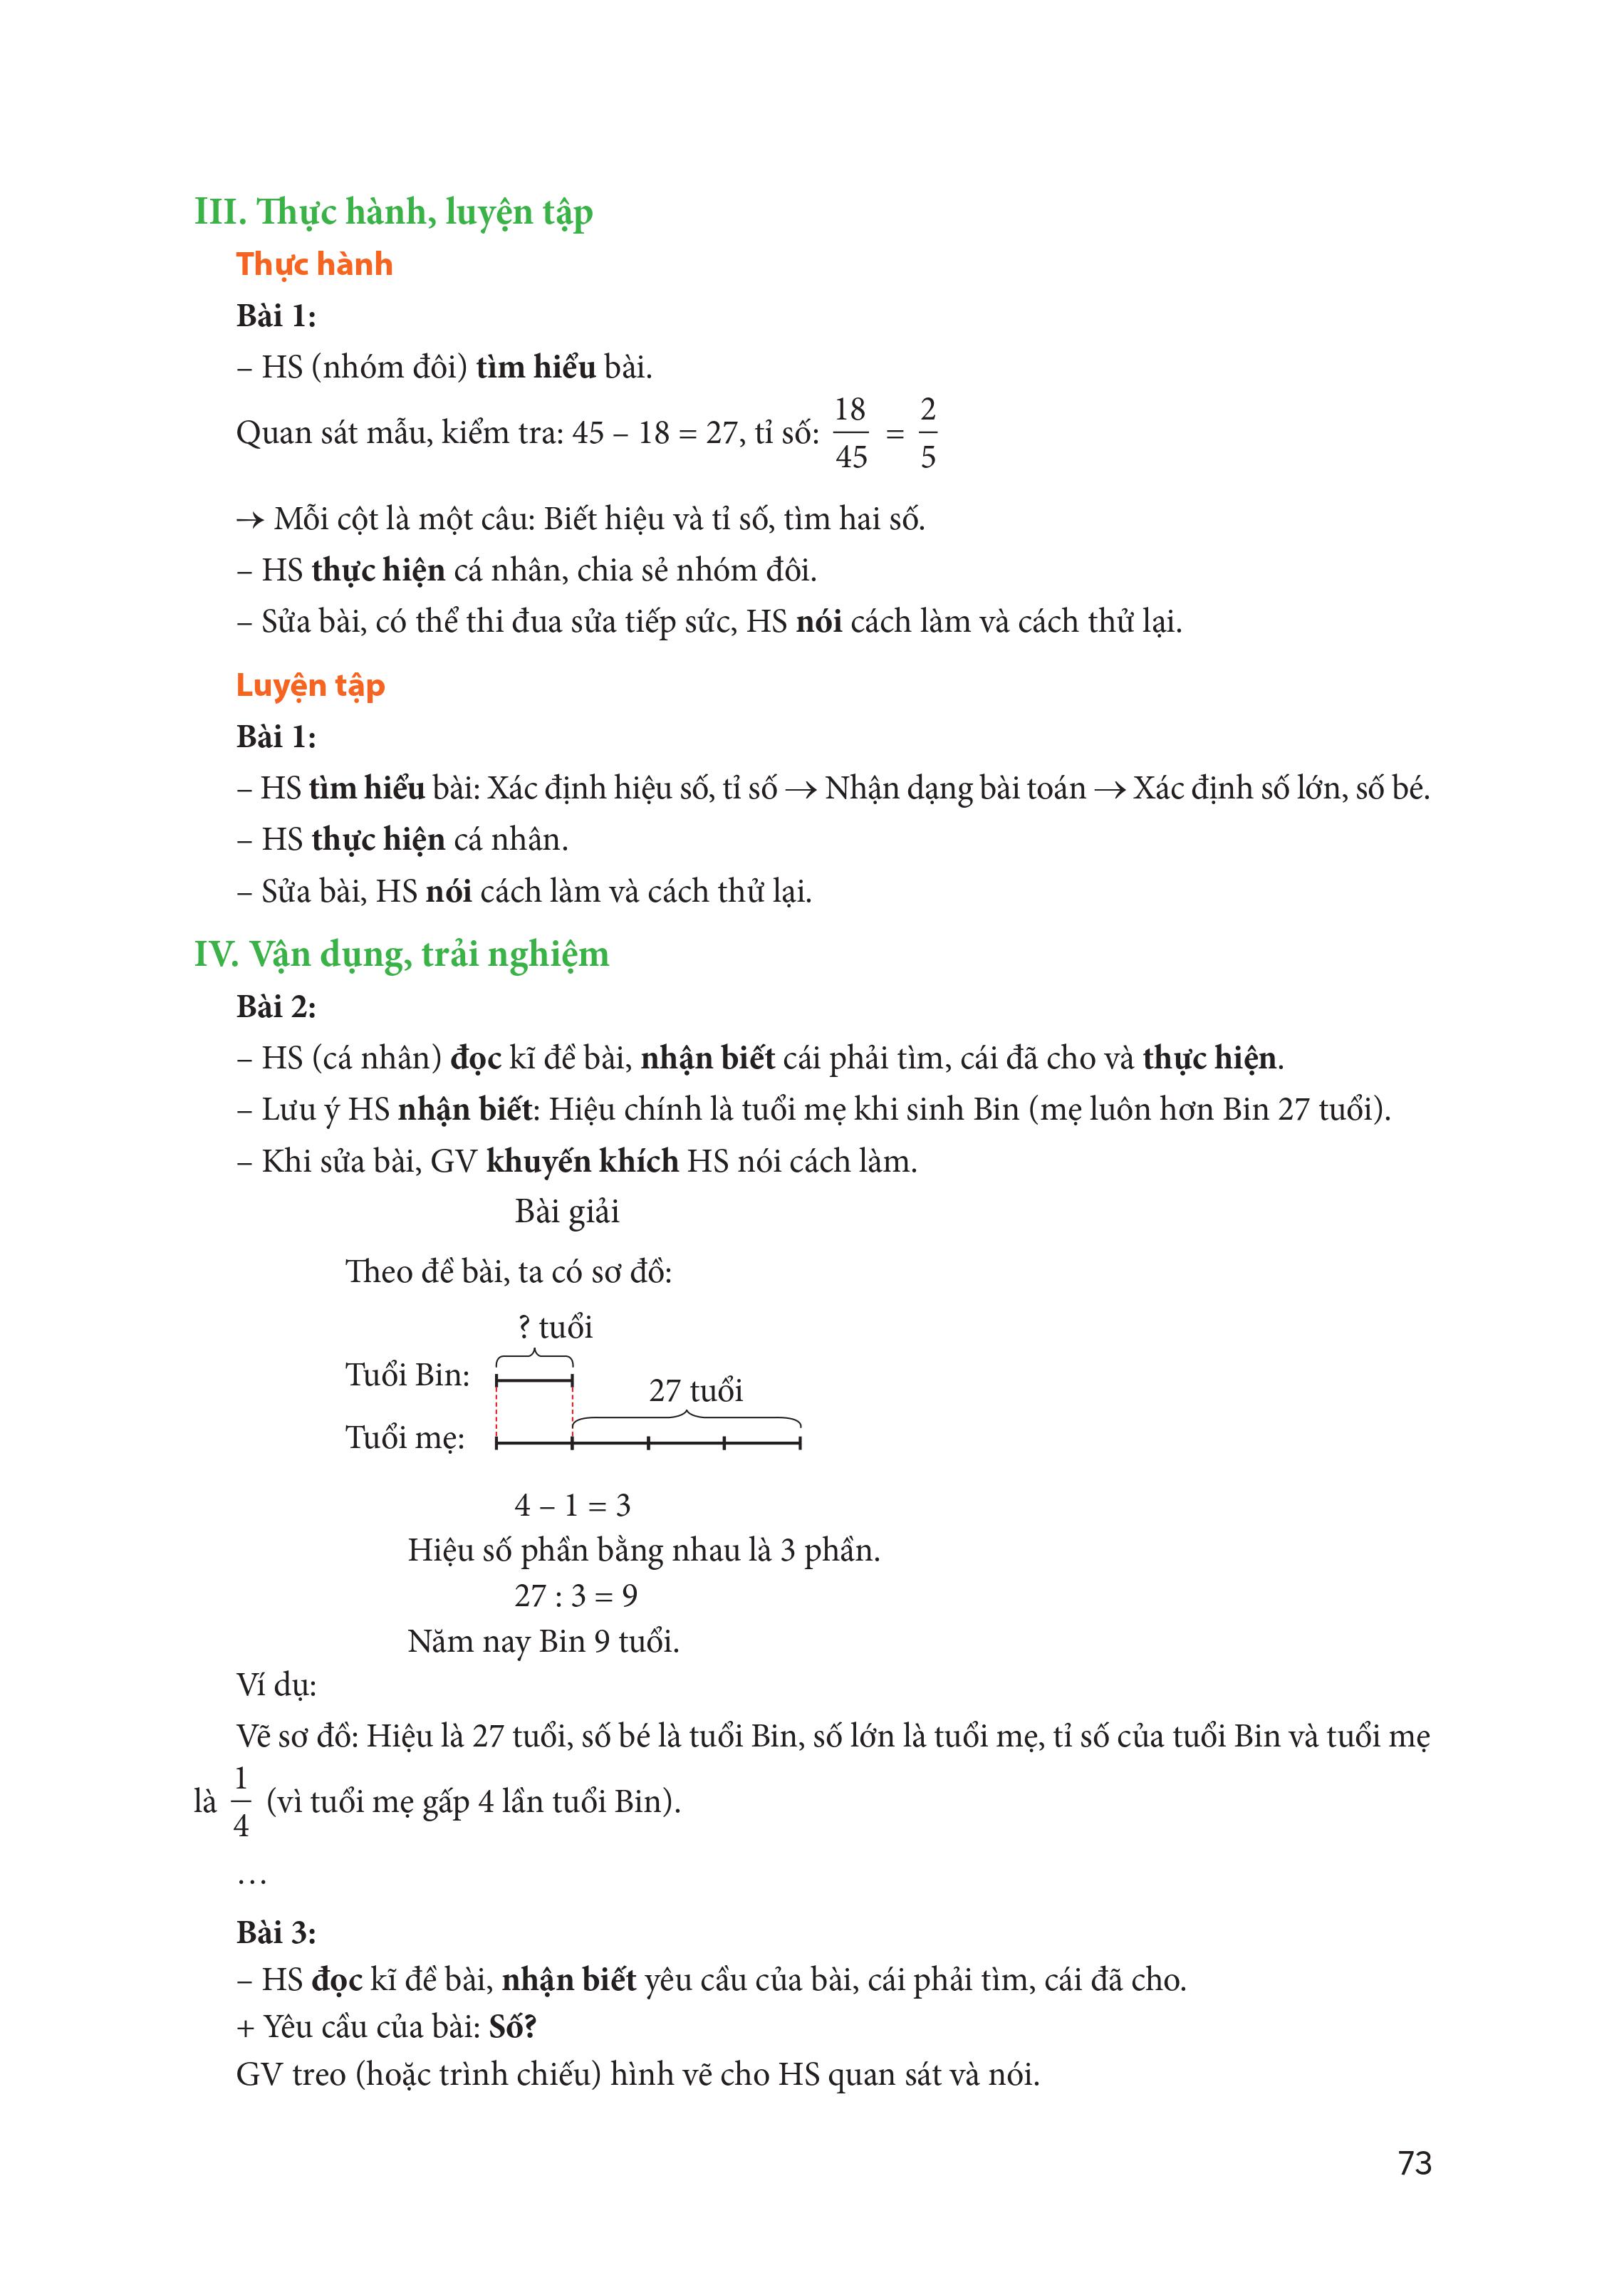 III. Thực hành, luyện tập
Thực hành
Bài 1:
– HS (nhóm đôi) tìm hiểu bài.
Quan sát mẫu, kiểm tra: 45 – 18 = 27, tỉ số: 18/45 = 2/5
→ Mỗi cột là một câu: Biết hiệu và tỉ số, tìm hai số.
– HS thực hiện cá nhân, chia sẻ nhóm đôi.
– Sửa bài, có thể thi đua sửa tiếp sức, HS nói cách làm và cách thử lại.
Luyện tập
Bài 1:
– HS tìm hiểu bài: Xác định hiệu số, tỉ số → Nhận dạng bài toán → Xác định số lớn, số bé.
– HS thực hiện cá nhân.
– Sửa bài, HS nói cách làm và cách thử lại.
IV. Vận dụng, trải nghiệm
Bài 2:
– HS (cá nhân) đọc kĩ đề bài, nhận biết cái phải tìm, cái đã cho và thực hiện.
– Lưu ý HS nhận biết: Hiệu chính là tuổi mẹ khi sinh Bin (mẹ luôn hơn Bin 27 tuổi).
– Khi sửa bài, GV khuyến khích HS nói cách làm.
Bài giải
Theo đề bài, ta có sơ đồ:
? tuổi
Tuổi Bin:
27 tuổi
Tuổi mẹ:
4 – 1 = 3
Hiệu số phần bằng nhau là 3 phần.
27 : 3 = 9
Năm nay Bin 9 tuổi.
Ví dụ:
Vẽ sơ đồ: Hiệu là 27 tuổi, số bé là tuổi Bin, số lớn là tuổi mẹ, tỉ số của tuổi Bin và tuổi mẹ
là 1/4 (vì tuổi mẹ gấp 4 lần tuổi Bin).
…
Bài 3:
– HS đọc kĩ đề bài, nhận biết yêu cầu của bài, cái phải tìm, cái đã cho.
+ Yêu cầu của bài: Số?
GV treo (hoặc trình chiếu) hình vẽ cho HS quan sát và nói.
73